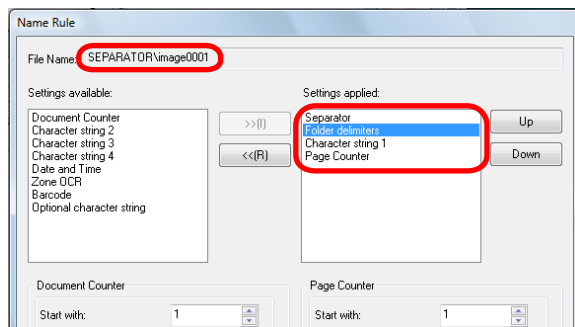 Name Rule
File Name: SEPARATOR\image0001
Settings available:
Document Counter
Character string 2
Character string 3
Character string 4
Date and Time
Zone OCR
Barcode
Optional character string
>>(I)
<<(R)
Settings applied:
Separator
Folder delimiters
Character string 1
Page Counter
Up
Down
Document Counter
Start with: 1
Page Counter
Start with: 1